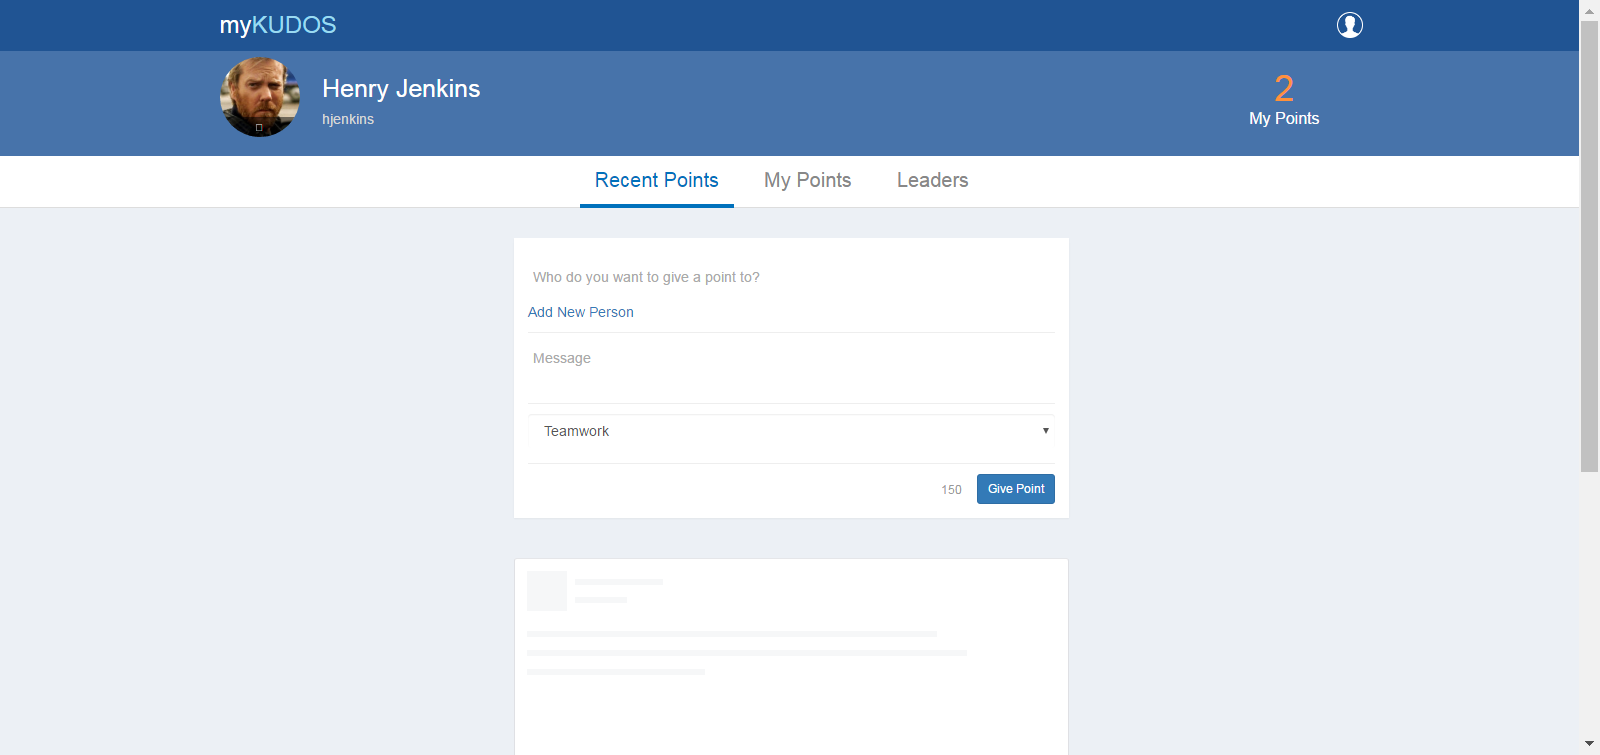 myKUDOS
Henry Jenkins
hjenkins
2
My Points
Recent Points
My Points
Leaders
Who do you want to give a point to?
Add New Person
Message
Teamwork
150
Give Point